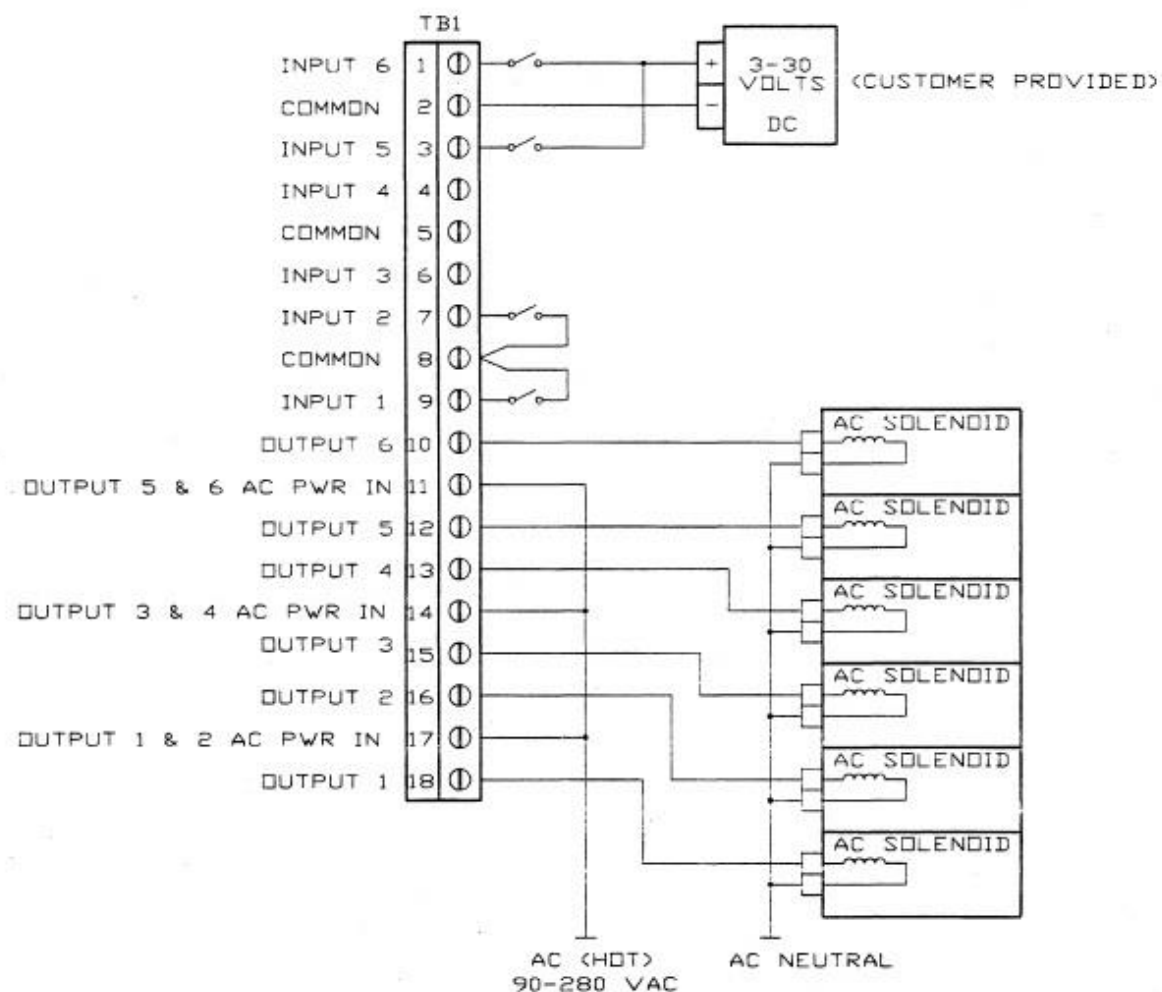 TB1
INPUT 6 1
COMMON 2
INPUT 5 3
INPUT 4 4
COMMON 5
INPUT 3 6
INPUT 2 7
COMMON 8
INPUT 1 9
OUTPUT 6 10
OUTPUT 5 & 6 AC PWR IN 11
OUTPUT 5 12
OUTPUT 4 13
OUTPUT 3 & 4 AC PWR IN 14
OUTPUT 3 15
OUTPUT 2 16
OUTPUT 1 & 2 AC PWR IN 17
OUTPUT 1 18
+
-
3-30
VOLTS
DC
(CUSTOMER PROVIDED)
AC SOLENOID
AC SOLENOID
AC SOLENOID
AC SOLENOID
AC SOLENOID
AC SOLENOID
AC (HOT)
90-280 VAC
AC NEUTRAL